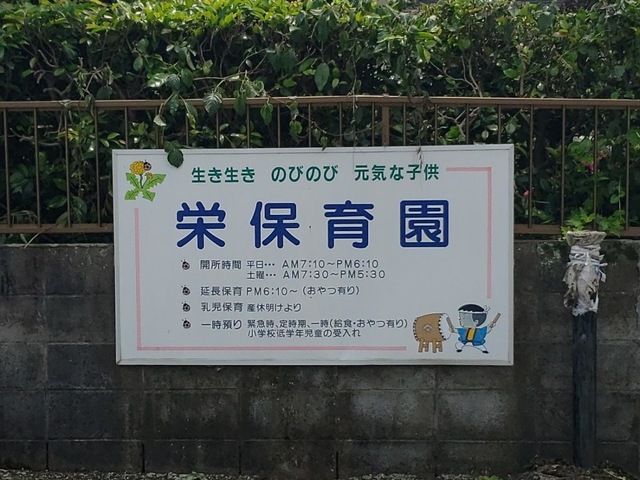 生き生き のびのび 元気な子供
栄保育園
開所時間 平日… AM7:10～PM6:10
土曜… AM7:30～PM5:30
延長保育 PM6:10～(おやつ有り)
乳児保育 産休明けより
一時預り 緊急時、定時期、一時(給食・おやつ有り)
小学校低学年児童の受入れ